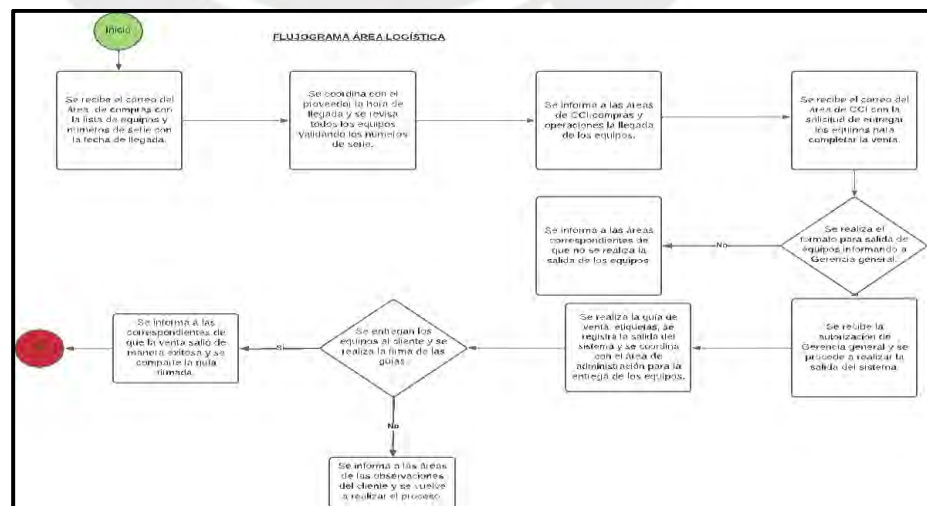 Inicio
FLUJOGRAMA ÁREA LOGÍSTICA
Se recibe el correo del
área de compras con
la lista de equipos y
números de serie con
la fecha de llegada.
Se coordina con el
proveedor la hora de
llegada y se revisa
todos los equipos
validando los números
de serie.
Se informa a las áreas
de CCI,compras y
operaciones la llegada
de los equipos.
Se recibe el correo del
área de CCI con la
solicitud de entregar
los equipos para
completar la venta.
Se realiza el
formato para salida de
equipos informando a
Gerencia general.
No
Se informa a las áreas
correspondientes de
que no se realiza la
salida de los equipos
Se recibe la
autorización de
Gerencia general y se
procede a realizar la
salida del sistema.
Se realiza la guía de
venta, etiquetas, se
registra la salida del
sistema y se coordina
con el área de
administración para la
entrega de los equipos.
Se entregan los
equipos al cliente y se
realiza la firma de las
guías
Si
Se informa a las
correspondientes de
que la venta salió de
manera exitosa y se
comparte la guía
firmada.
No
Se informa a las áreas
de las observaciones
del cliente y se vuelve
a realizar el proceso